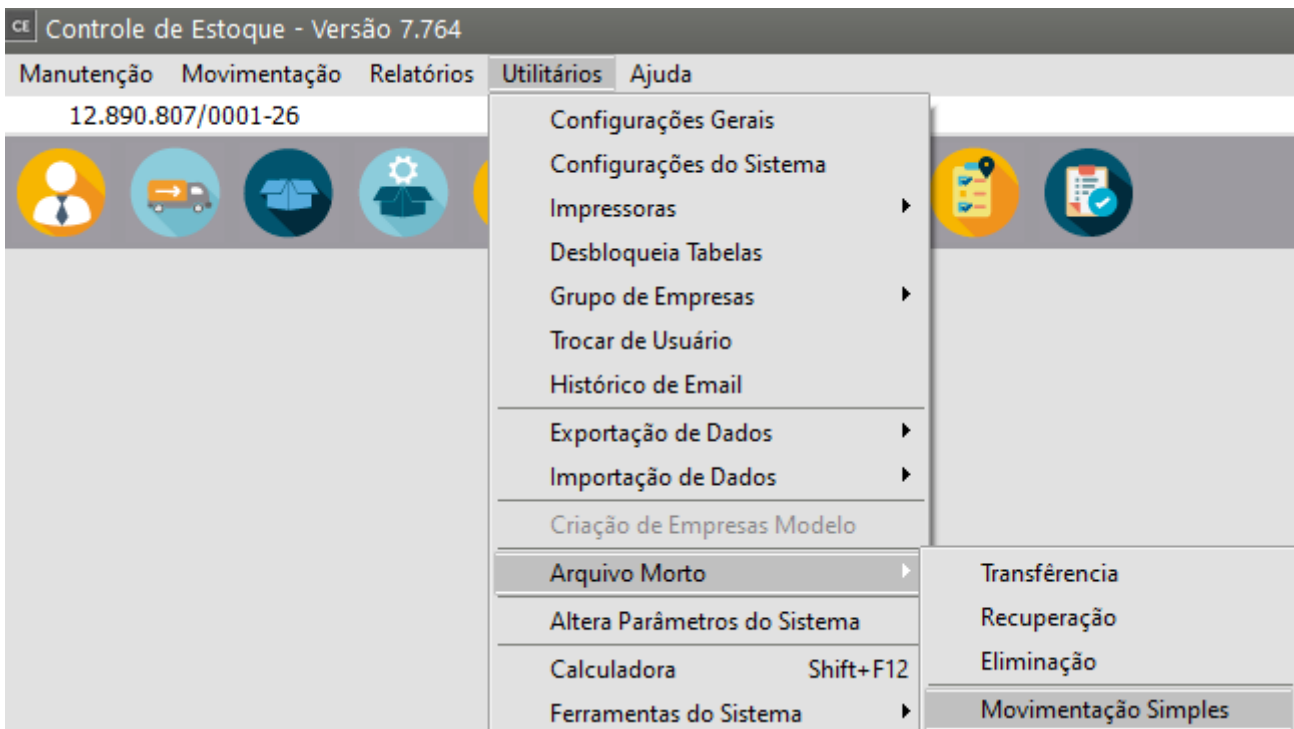 CE Controle de Estoque - Versão 7.764
Manutenção Movimentação Relatórios Utilitários Ajuda
12.890.807/0001-26
Configurações Gerais
Configurações do Sistema
Impressoras
Desbloqueia Tabelas
Grupo de Empresas
Trocar de Usuário
Histórico de Email
Exportação de Dados
Importação de Dados
Criação de Empresas Modelo
Arquivo Morto
Altera Parâmetros do Sistema
Calculadora Shift+F12
Ferramentas do Sistema
Transfêrencia
Recuperação
Eliminação
Movimentação Simples